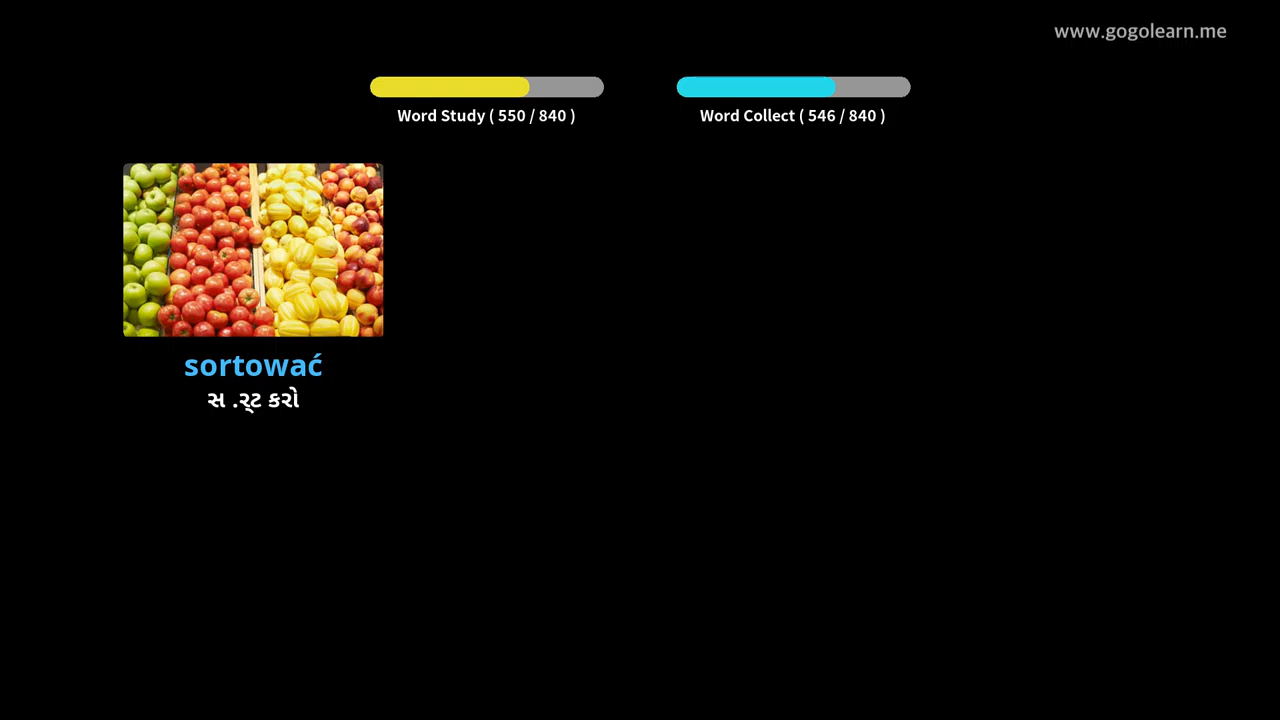 www.gogolearn.me
Word Study ( 550 / 840 )
Word Collect ( 546 / 840 )
sortować
સ .ર્ટ કરો